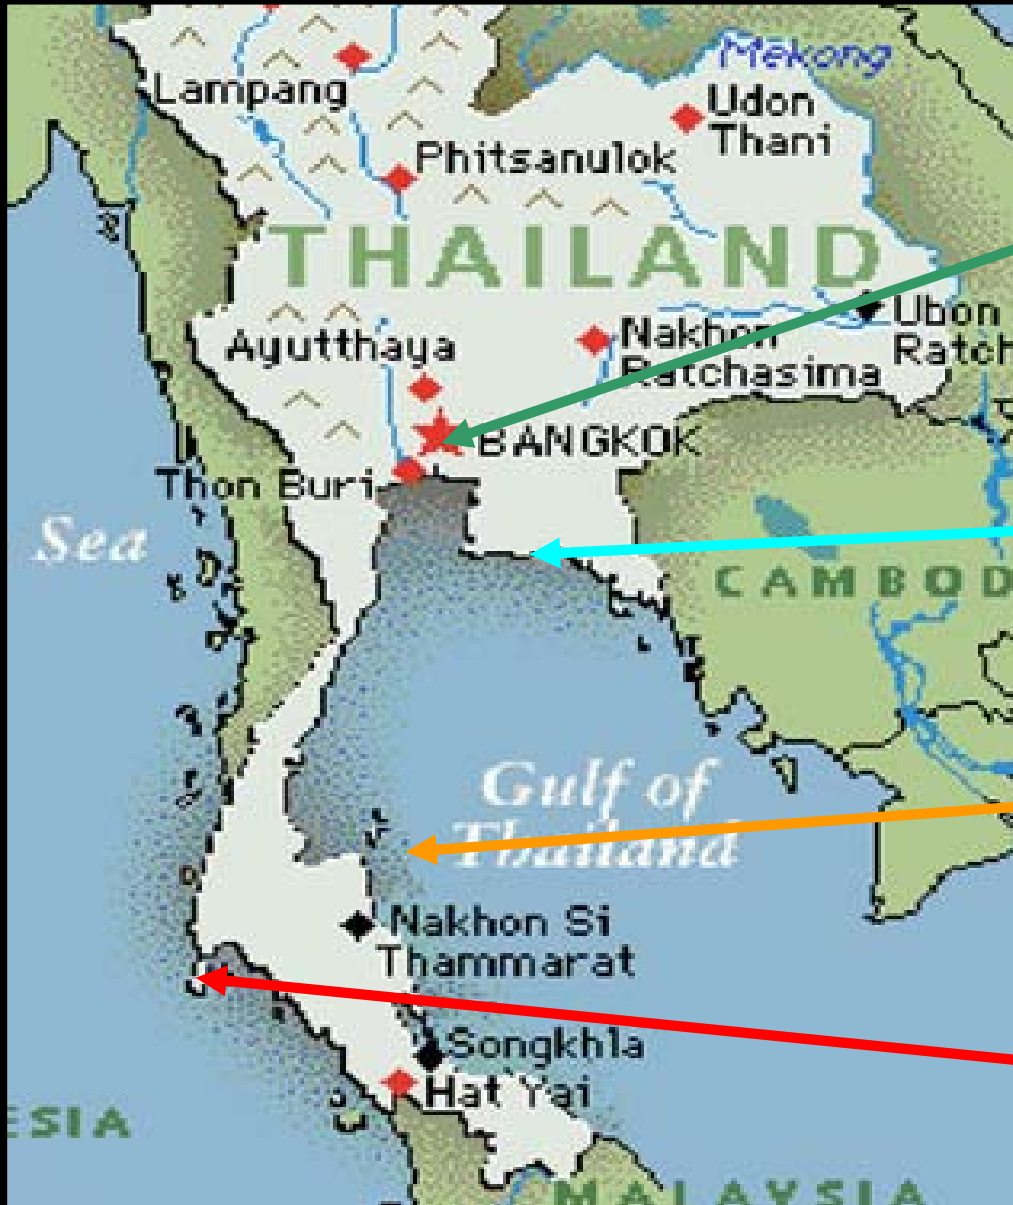 Mekong
Lampang
Udon
Thani
Phitsanulok
THAILAND
Ubon
Ratch
Nakhon
Ratchasima
Ayutthaya
BANGKOK
Thon Buri
Sea
CAMBOD
Gulf of
Thailand
Nakhon Si
Thammarat
Songkhla
Hat Yai
ESIA
MALAYSIA